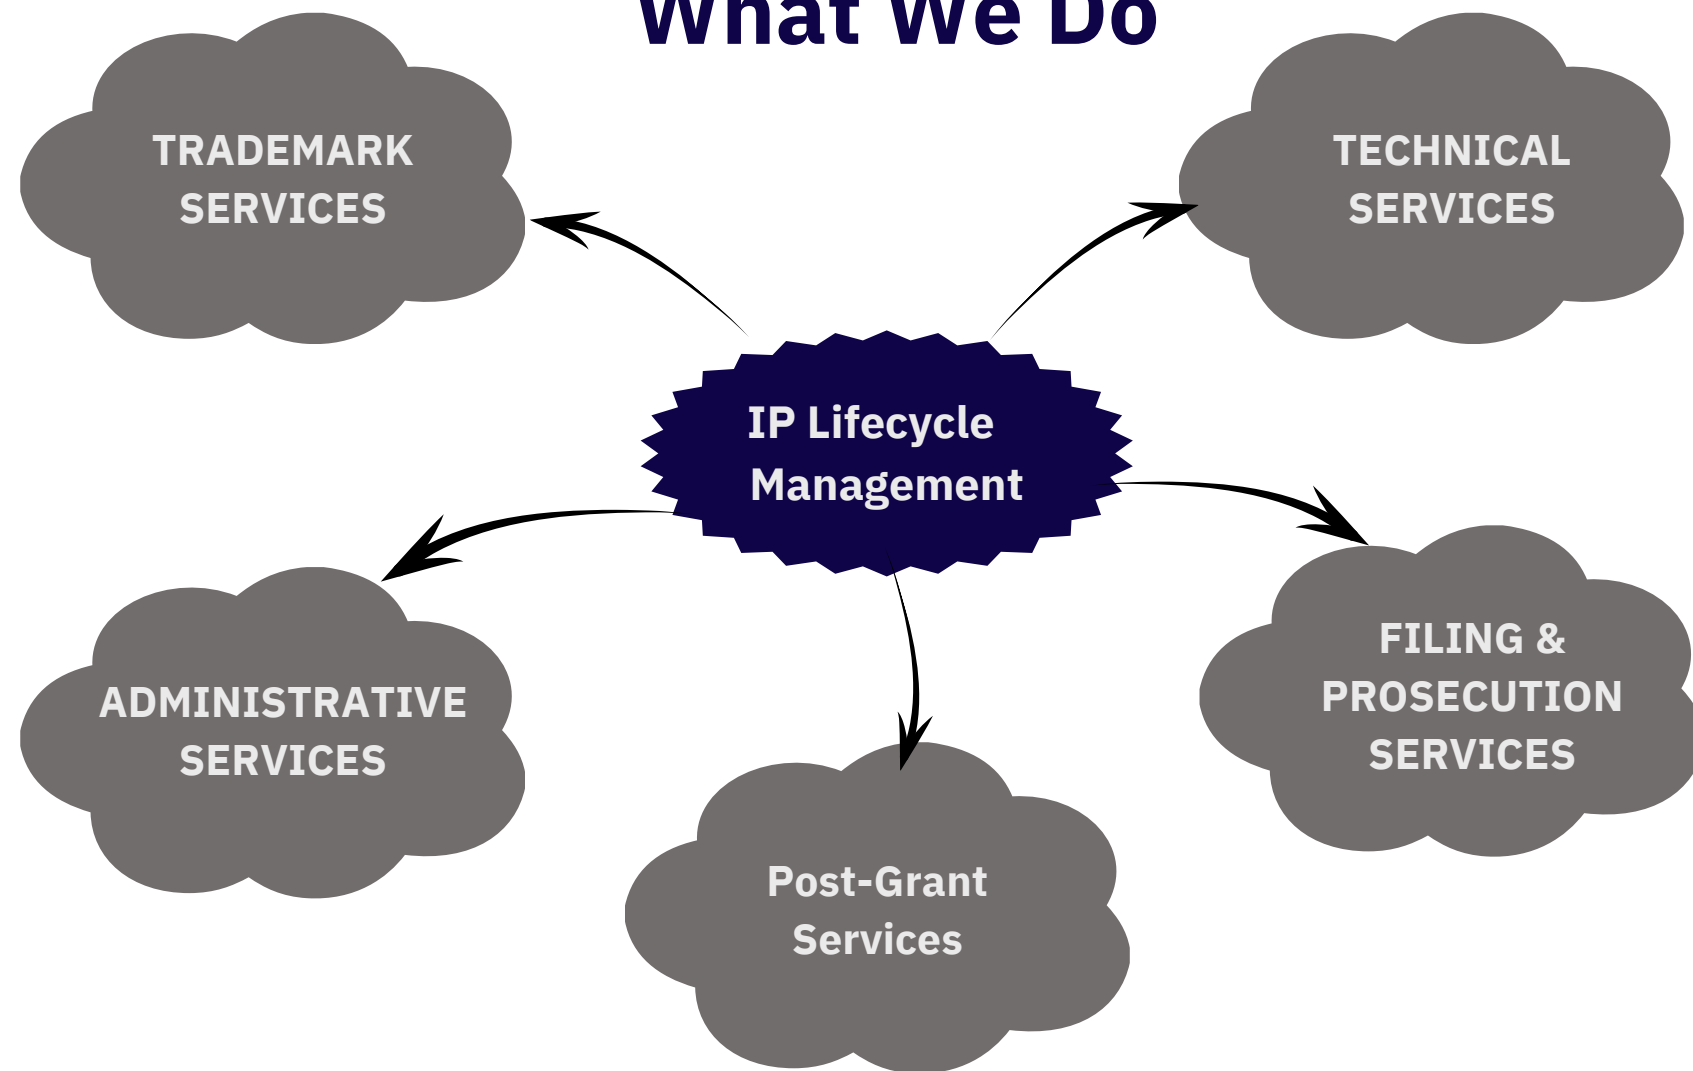 What We Do
TRADEMARK
SERVICES
TECHNICAL
SERVICES
IP Lifecycle
Management
ADMINISTRATIVE
SERVICES
FILING &
PROSECUTION
SERVICES
Post-Grant
Services